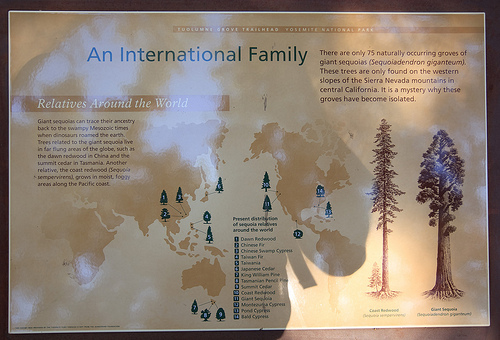 TUOLUMNE GROVE TRAILHEAD YOSEMITE NATIONAL PARK
An International Family
There are only 75 naturally occurring groves of
giant sequoias (Sequoiadendron giganteum).
These trees are only found on the western
slopes of the Sierra Nevada mountains in
central California. It is a mystery why these
groves have become isolated.
Relatives Around the World
Giant sequoias can trace their ancestry
back to the swampy Mesozoic times
when dinosaurs roamed the earth.
Trees related to the giant sequoia live
in far flung areas of the globe, such as
the dawn redwood in China and the
summit cedar in Tasmania. Another
relative, the coast redwood (Sequoia
sempervirens), grows in moist, foggy
areas along the Pacific coast.
Present distribution
of sequoia relatives
around the world
1 Dawn Redwood
2 Chinese Fir
3 Chinese Swamp Cypress
4 Taiwan Fir
5 Taiwania
6 Japanese Cedar
7 King William Pine
8 Tasmanian Pencil Pine
9 Summit Cedar
10 Coast Redwood
11 Giant Sequoia
12 Montezuma Cypress
13 Pond Cypress
14 Bald Cypress
Coast Redwood
(Sequoia sempervirens)
Giant Sequoia
(Sequoiadendron giganteum)